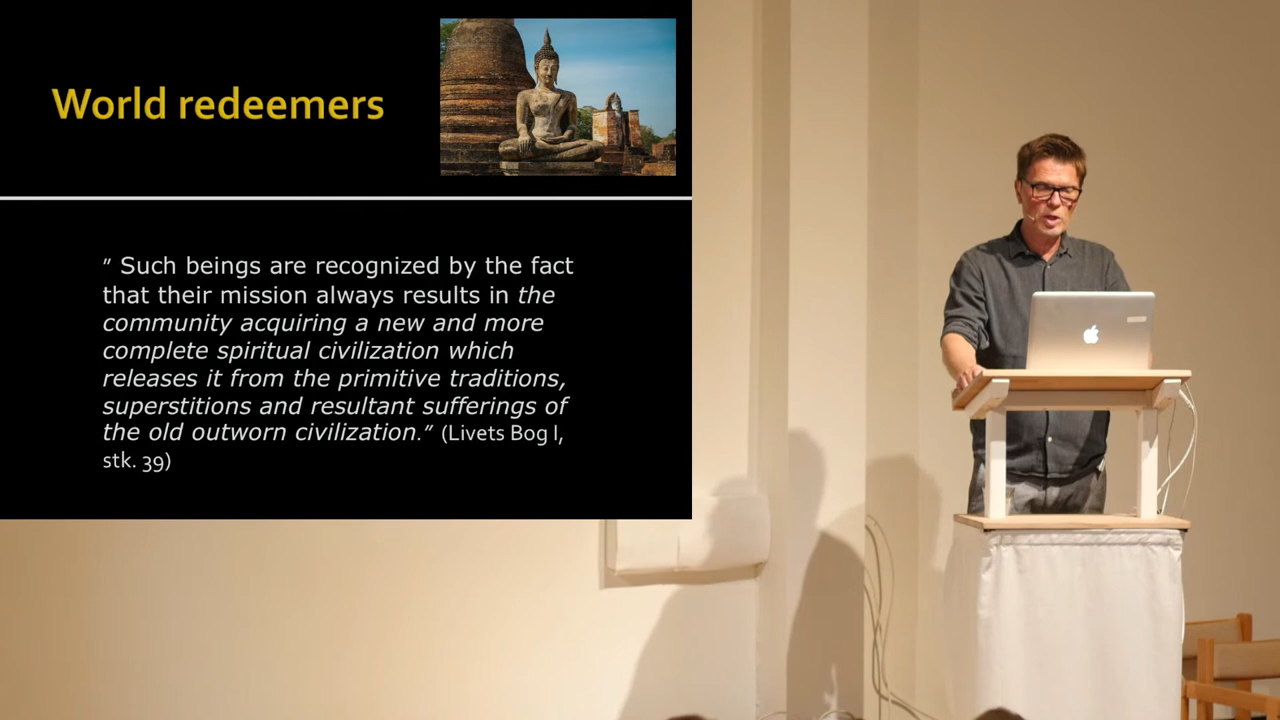 World redeemers
” Such beings are recognized by the fact
that their mission always results in the
community acquiring a new and more
complete spiritual civilization which
releases it from the primitive traditions,
superstitions and resultant sufferings of
the old outworn civilization.” (Livets Bog I,
stk. 39)